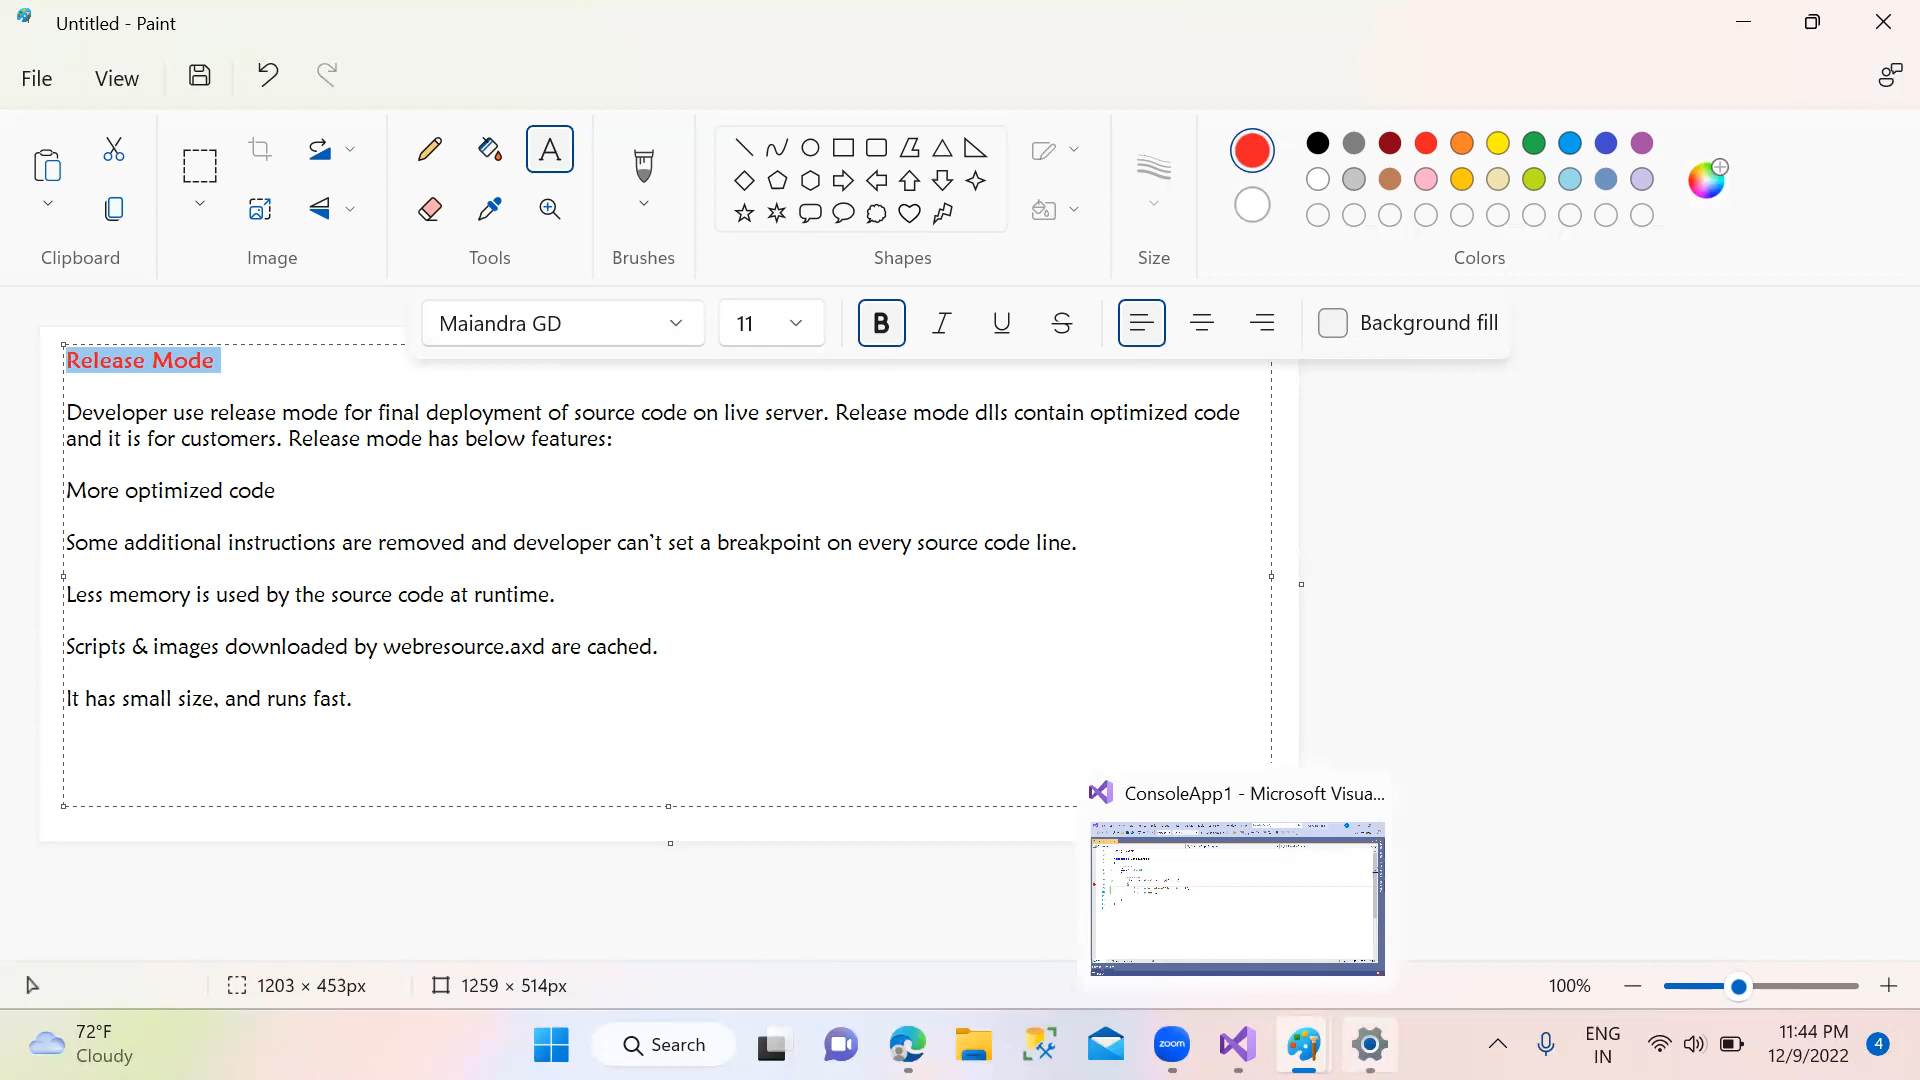 Untitled - Paint
File View
Clipboard
Image
Tools
Brushes
Shapes
Size
Colors
Maiandra GD
11
B I U S
Background fill
Release Mode
Developer use release mode for final deployment of source code on live server. Release mode dlls contain optimized code
and it is for customers. Release mode has below features:
More optimized code
Some additional instructions are removed and developer can’t set a breakpoint on every source code line.
Less memory is used by the source code at runtime.
Scripts & images downloaded by webresource.axd are cached.
It has small size, and runs fast.
ConsoleApp1 - Microsoft Visua...
1203 × 453px
1259 × 514px
100%
72°F
Cloudy
Search
zoom
ENG
IN
11:44 PM
12/9/2022
4